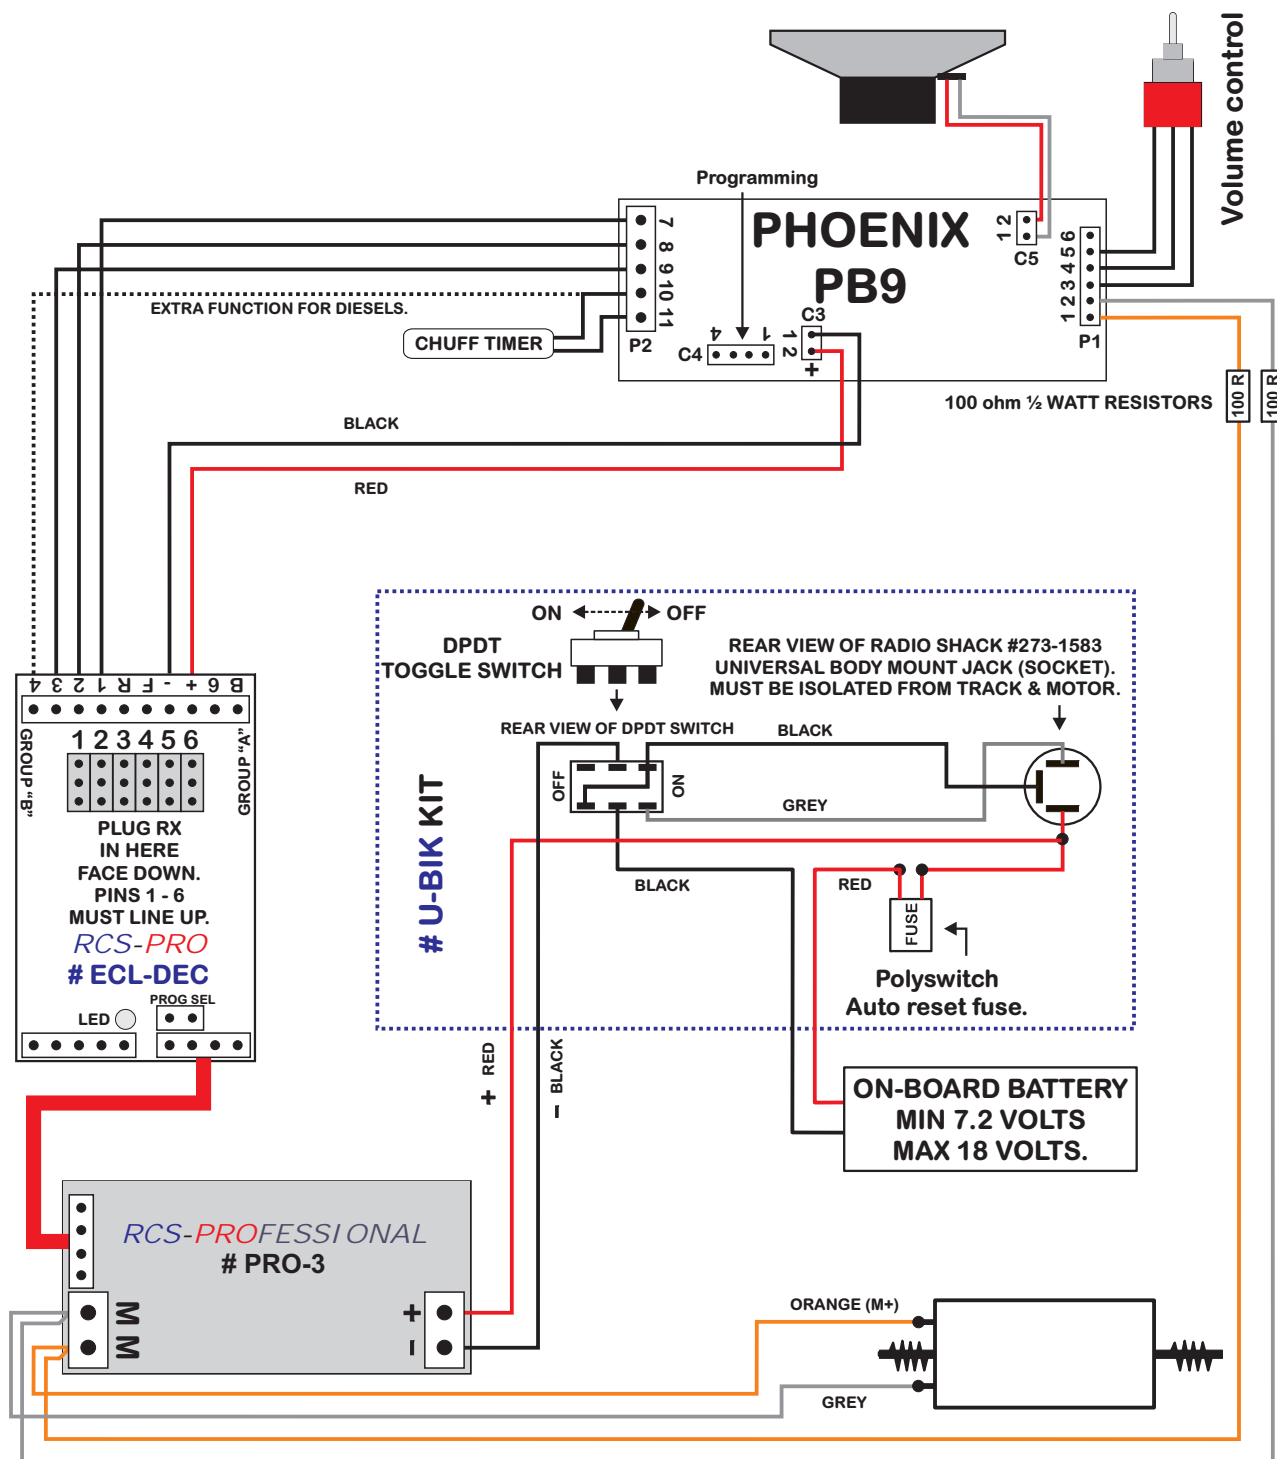 Volume control
Programming
PHOENIX
PB9
7
8
9
10
11
P2
1 2
C5
1 2 3 4 5 6
P1
C3
1
2
+
C4
4 1
EXTRA FUNCTION FOR DIESELS.
CHUFF TIMER
100 ohm ½ WATT RESISTORS
100 R
100 R
BLACK
RED
ON
OFF
DPDT
TOGGLE SWITCH
REAR VIEW OF RADIO SHACK #273-1583
UNIVERSAL BODY MOUNT JACK (SOCKET).
MUST BE ISOLATED FROM TRACK & MOTOR.
REAR VIEW OF DPDT SWITCH
BLACK
OFF
ON
GREY
# U-BIK KIT
BLACK
RED
FUSE
Polyswitch
Auto reset fuse.
4 3 2 1 R F - + 6 B
GROUP "B"
GROUP "A"
1 2 3 4 5 6
PLUG RX
IN HERE
FACE DOWN.
PINS 1 - 6
MUST LINE UP.
RCS-PRO
# ECL-DEC
PROG SEL
LED
+ RED
- BLACK
ON-BOARD BATTERY
MIN 7.2 VOLTS
MAX 18 VOLTS.
RCS-PROFESSIONAL
# PRO-3
M
M
+
-
ORANGE (M+)
GREY